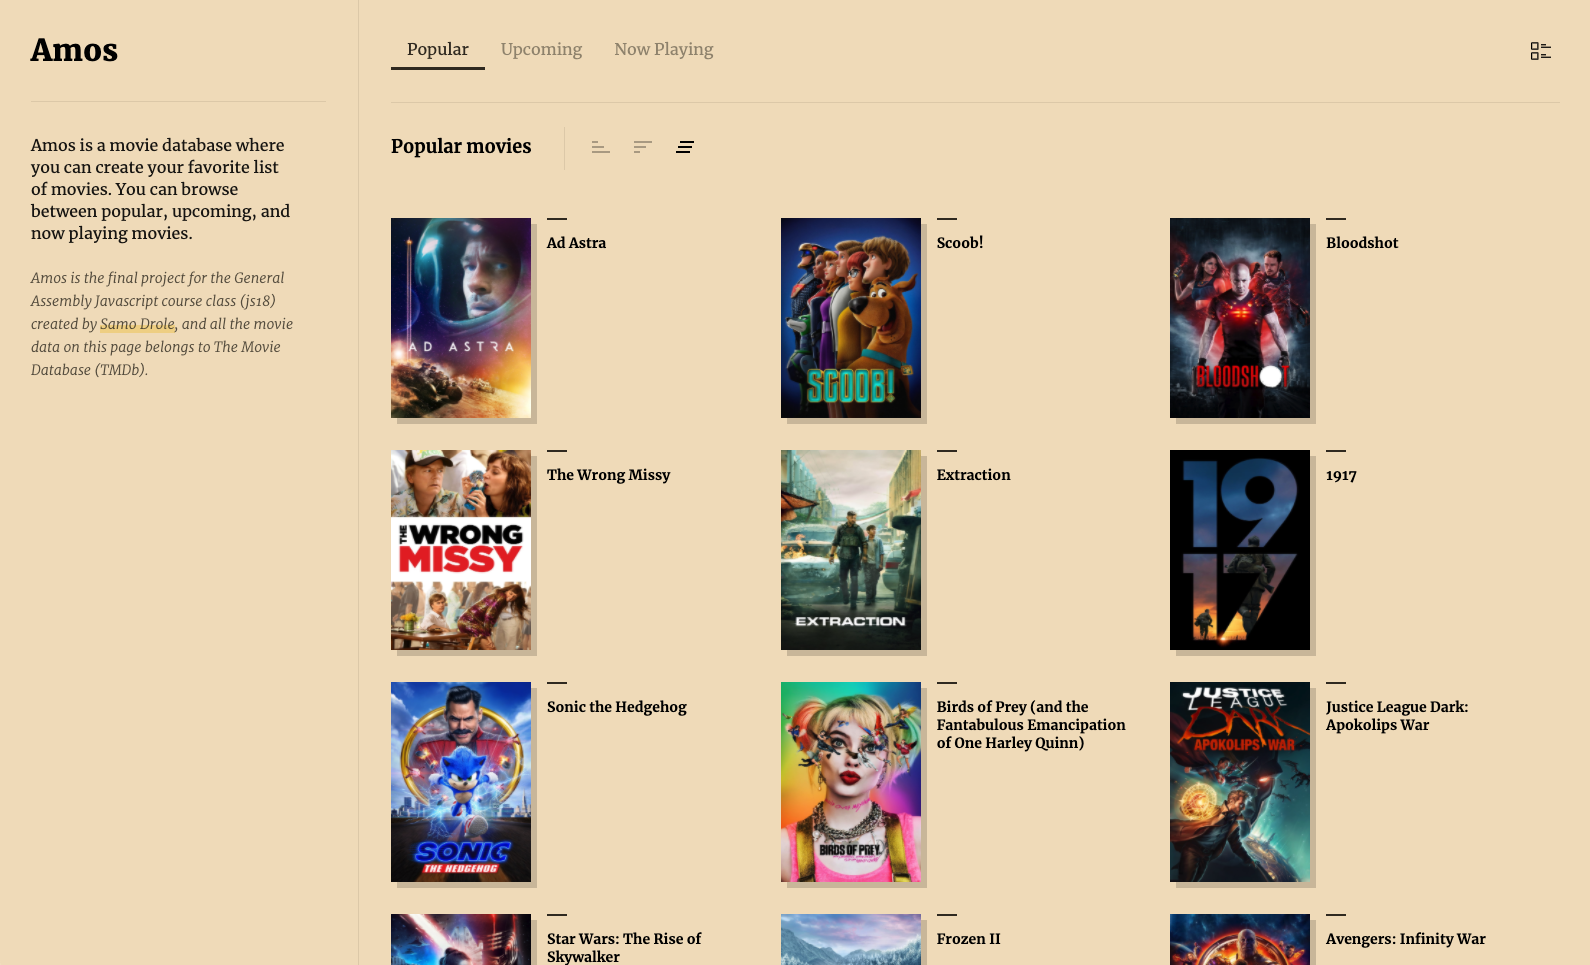 Amos
Popular
Upcoming
Now Playing
Amos is a movie database where
you can create your favorite list
of movies. You can browse
between popular, upcoming, and
now playing movies.
Amos is the final project for the General
Assembly Javascript course class (js18)
created by Samo Drole, and all the movie
data on this page belongs to The Movie
Database (TMDb).
Popular movies
AD ASTRA
Ad Astra
SCOOB!
Scoob!
BLOODSHOT
Bloodshot
THE WRONG
MISSY
The Wrong Missy
EXTRACTION
Extraction
19
17
1917
SONIC
THE HEDGEHOG
Sonic the Hedgehog
BIRDS OF PREY
Birds of Prey (and the
Fantabulous Emancipation
of One Harley Quinn)
JUSTICE
LEAGUE
DARK
APOKOLIPS WAR
Justice League Dark:
Apokolips War
Star Wars: The Rise of
Skywalker
Frozen II
Avengers: Infinity War